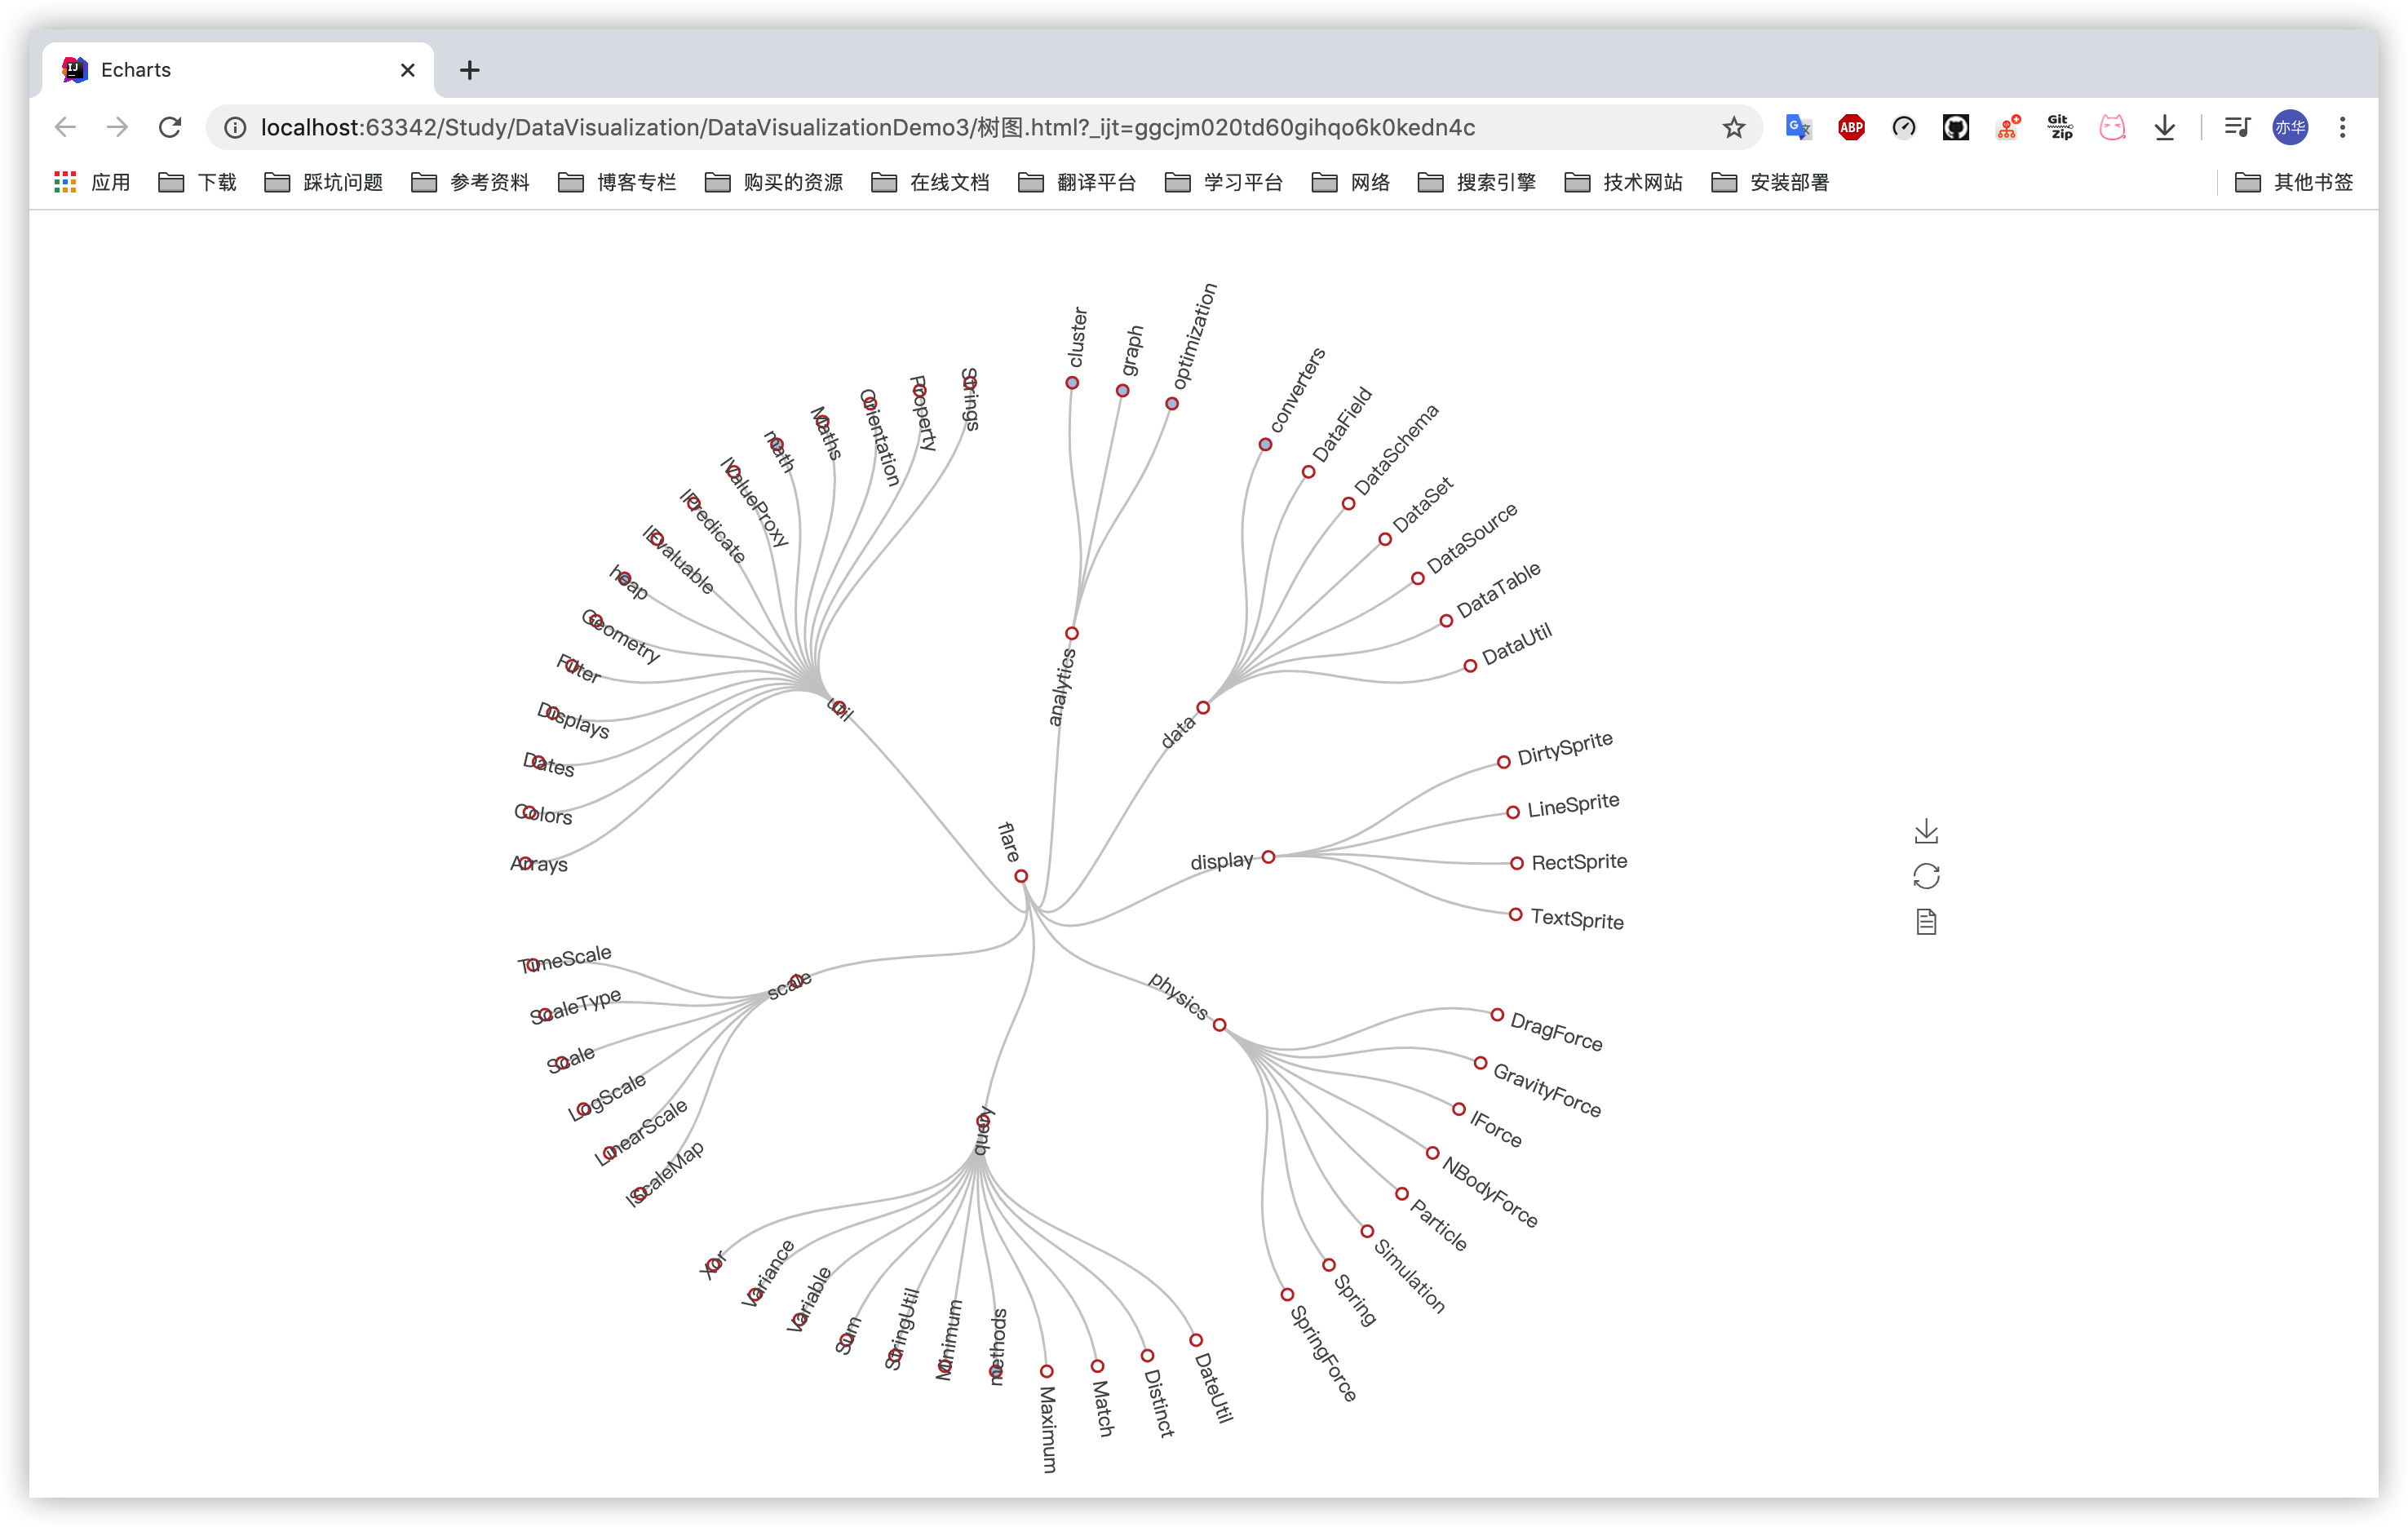 Echarts
localhost:63342/Study/DataVisualization/DataVisualizationDemo3/树图.html?_ijt=ggcjm020td60gihqo6k0kedn4c
ABP
Git Zip
亦华
应用 下载 踩坑问题 参考资料 博客专栏 购买的资源 在线文档 翻译平台 学习平台 网络 搜索引擎 技术网站 安装部署 其他书签
flare
analytics
cluster
graph
optimization
data
converters
DataField
DataSchema
DataSet
DataSource
DataTable
DataUtil
display
DirtySprite
LineSprite
RectSprite
TextSprite
physics
DragForce
GravityForce
IForce
NBodyForce
Particle
Simulation
Spring
SpringForce
query
DateUtil
Distinct
Match
Maximum
methods
Minimum
StringUtil
Sum
Variable
Variance
Xor
scale
IScaleMap
LinearScale
LogScale
Scale
ScaleType
TimeScale
util
Arrays
Colors
Dates
Displays
Filter
Geometry
heap
IEvaluable
IPredicate
IValueProxy
math
Maths
Orientation
Property
Strings